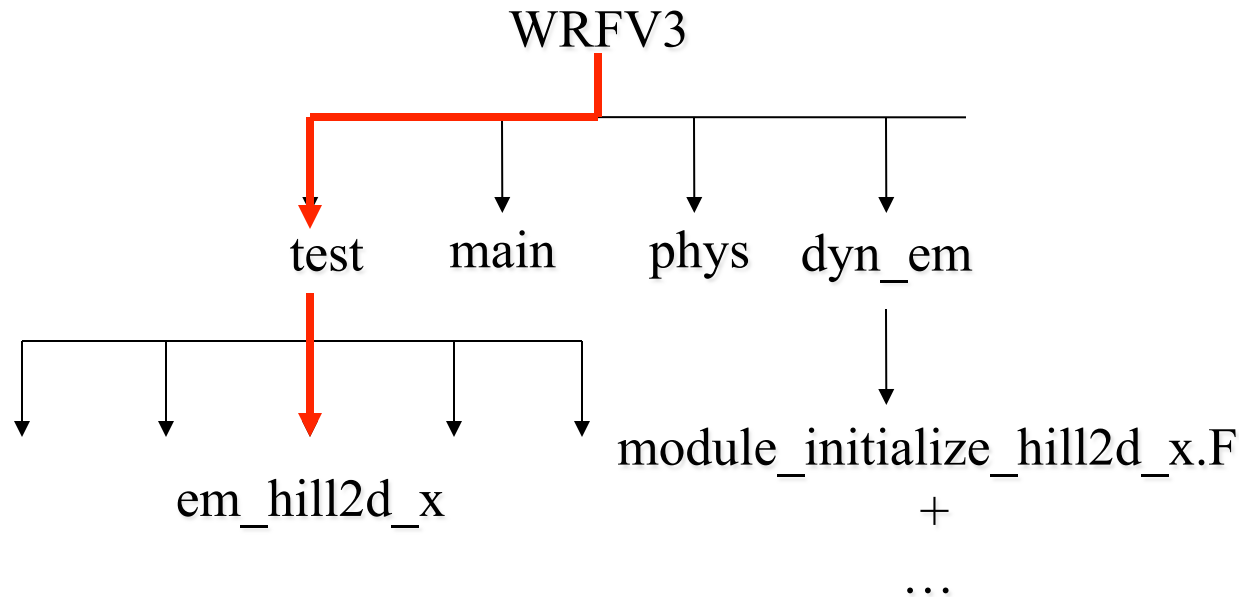 WRFV3
test main phys dyn_em
module_initialize_hill2d_x.F
em_hill2d_x
+
...